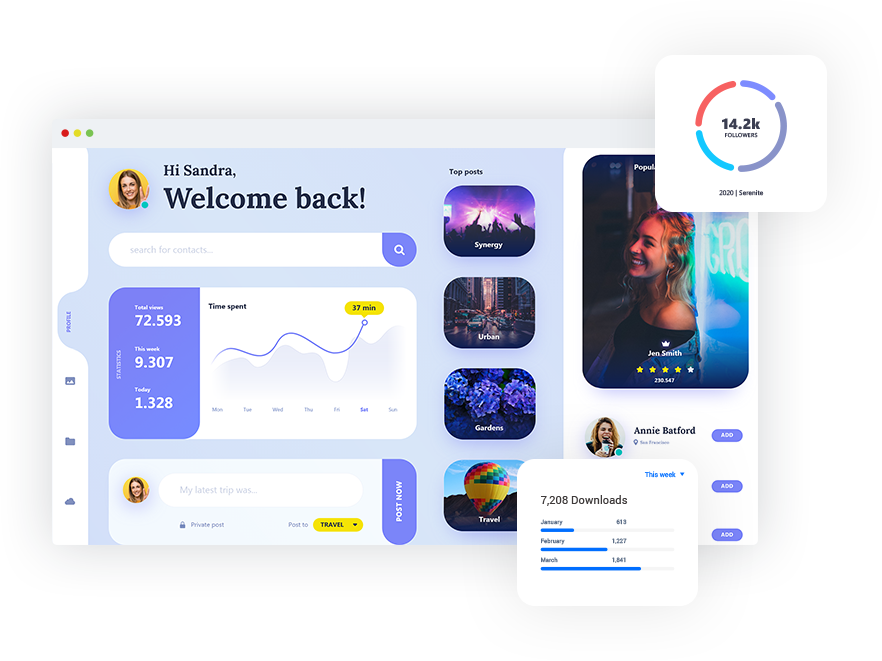 14.2k
FOLLOWERS
2020 | Serenite
Hi Sandra,
Welcome back!
search for contacts...
PROFILE
STATISTICS
Total views
72.593
This week
9.307
Today
1.328
Time spent
37 min
Mon Tue Wed Thu Fri Sat Sun
My latest trip was...
Private post
Post to
TRAVEL
POST NOW
Top posts
Synergy
Urban
Gardens
Travel
Popula
Jen Smith
230.547
Annie Batford
San Francisco
ADD
ADD
ADD
This week
7,208 Downloads
January 613
February 1,227
March 1,841